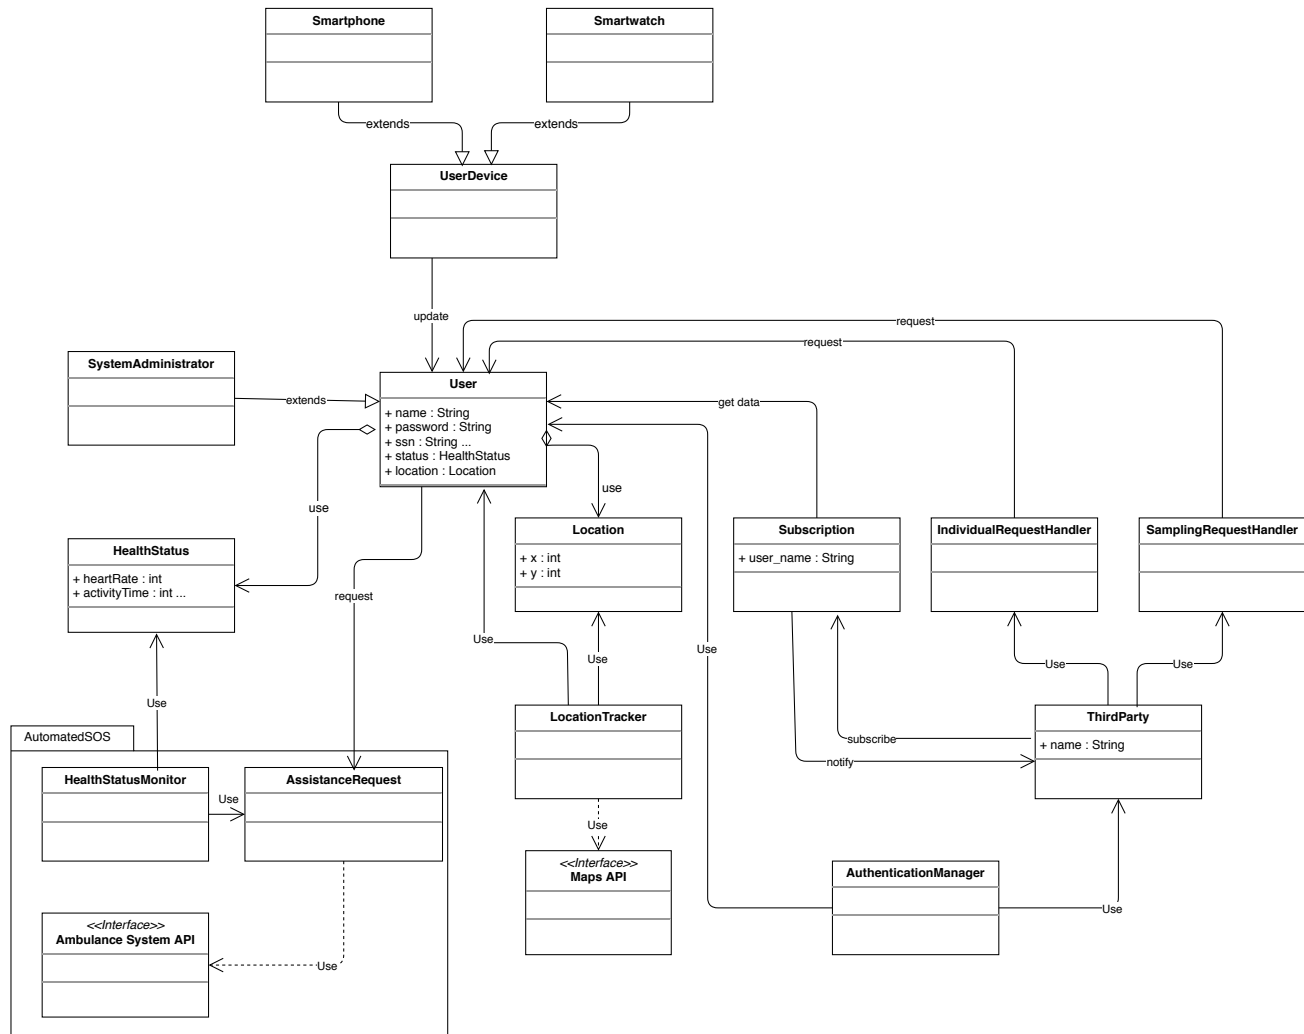 Smartphone
Smartwatch
extends
extends
UserDevice
update
request
request
SystemAdministrator
extends
User
+ name : String
+ password : String
+ ssn : String ...
+ status : HealthStatus
+ location : Location
get data
use
use
HealthStatus
+ heartRate : int
+ activityTime : int ...
Location
+ x : int
+ y : int
Subscription
+ user_name : String
IndividualRequestHandler
SamplingRequestHandler
request
Use
Use
Use
Use
Use
Use
AutomatedSOS
LocationTracker
ThirdParty
+ name : String
subscribe
notify
HealthStatusMonitor
Use
AssistanceRequest
Use
<<Interface>>
Maps API
AuthenticationManager
Use
<<Interface>>
Ambulance System API
Use